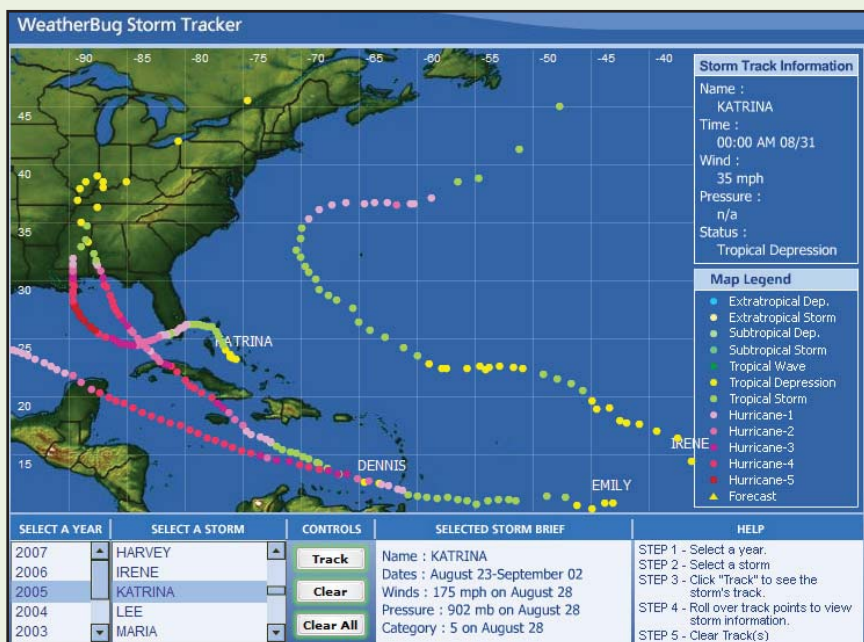 WeatherBug Storm Tracker
-90 -85 -80 -75 -70 -65 -60 -55 -50 -45 -40
45
40
35
30
25
20
15
KATRINA
DENNIS
EMILY
IRENE
Storm Track Information
Name :
KATRINA
Time :
00:00 AM 08/31
Wind :
35 mph
Pressure :
n/a
Status :
Tropical Depression
Map Legend
Extratropical Dep.
Extratropical Storm
Subtropical Dep.
Subtropical Storm
Tropical Wave
Tropical Depression
Tropical Storm
Hurricane-1
Hurricane-2
Hurricane-3
Hurricane-4
Hurricane-5
Forecast
SELECT A YEAR
2007
2006
2005
2004
2003
SELECT A STORM
HARVEY
IRENE
KATRINA
LEE
MARIA
CONTROLS
Track
Clear
Clear All
SELECTED STORM BRIEF
Name : KATRINA
Dates : August 23-September 02
Winds : 175 mph on August 28
Pressure : 902 mb on August 28
Category : 5 on August 28
HELP
STEP 1 - Select a year.
STEP 2 - Select a storm
STEP 3 - Click "Track" to see the
storm's track.
STEP 4 - Roll over track points to view
storm information.
STEP 5 - Clear Track(s)